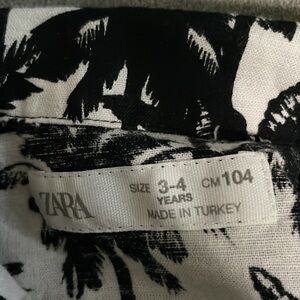 ZARA
SIZE 3-4 YEARS CM 104
MADE IN TURKEY